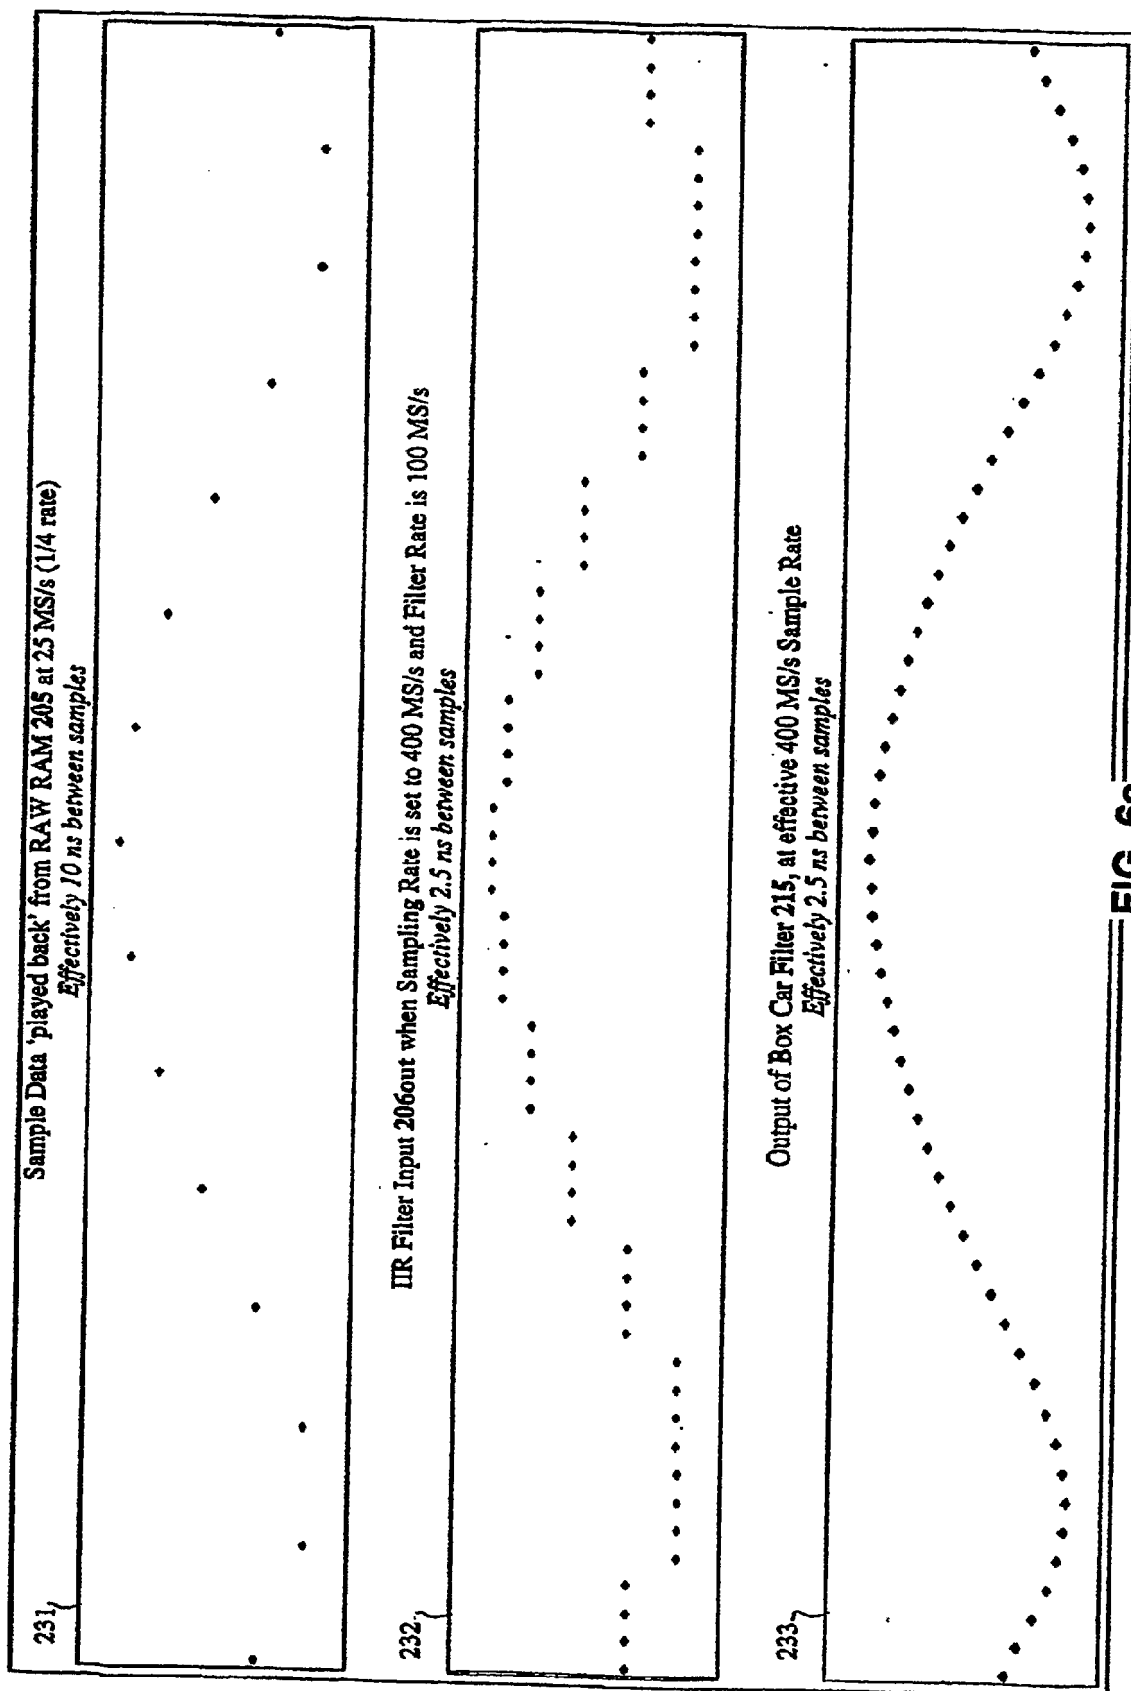 Sample Data 'played back' from RAW RAM 205 at 25 MS/s (1/4 rate)
Effectively 10 ns between samples
231
IIR Filter Input 206out when Sampling Rate is set to 400 MS/s and Filter Rate is 100 MS/s
Effectively 2.5 ns between samples
232
Output of Box Car Filter 215, at effective 400 MS/s Sample Rate
Effectively 2.5 ns between samples
233
FIG.